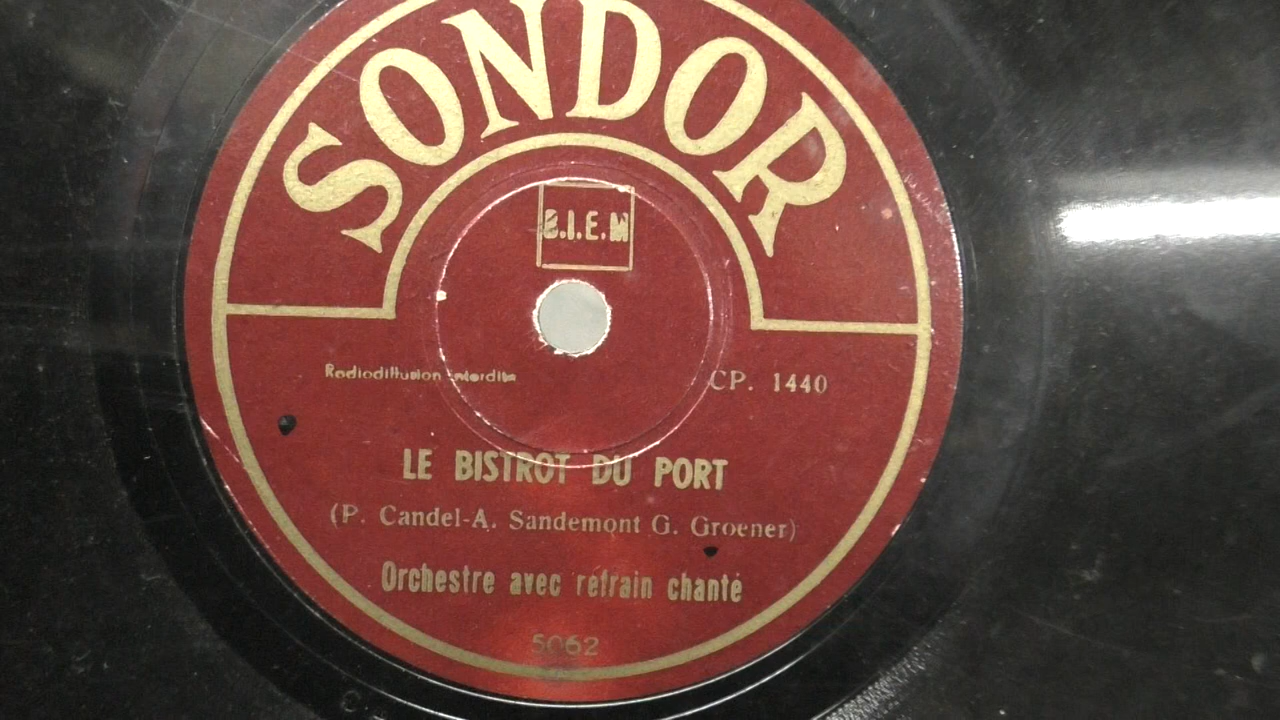 SONDOR
B.I.E.M
Radiodiffusion interdite
CP. 1440
LE BISTROT DU PORT
(P. Candel-A. Sandemont G. Groener)
Orchestre avec refrain chanté
5062